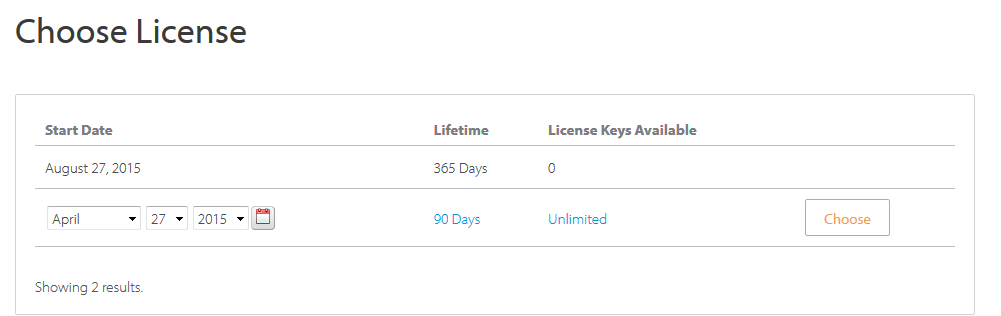 Choose License
Start Date Lifetime License Keys Available
August 27, 2015 365 Days 0
April 27 2015 90 Days Unlimited Choose
Showing 2 results.